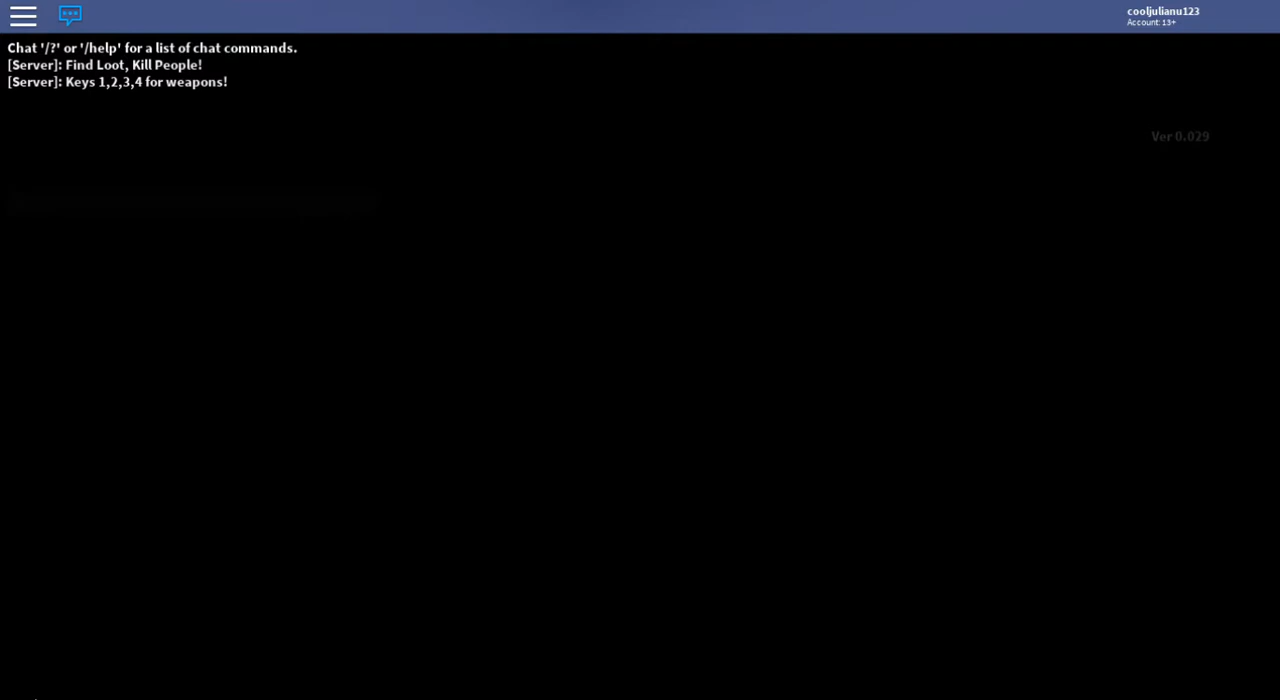 cooljulianu123
Account: 13+
Chat '/?' or '/help' for a list of chat commands.
[Server]: Find Loot, Kill People!
[Server]: Keys 1,2,3,4 for weapons!
Ver 0.029